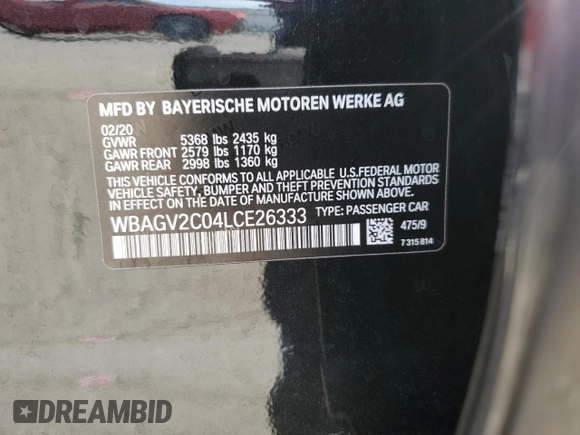 MFD BY BAYERISCHE MOTOREN WERKE AG
02/20
GVWR 5368 lbs 2435 kg
GAWR FRONT 2579 lbs 1170 kg
GAWR REAR 2998 lbs 1360 kg
THIS VEHICLE CONFORMS TO ALL APPLICABLE U.S.FEDERAL MOTOR
VEHICLE SAFETY, BUMPER AND THEFT PREVENTION STANDARDS
IN EFFECT ON THE DATE OF MANUFACTURE SHOWN ABOVE.
WBAGV2C04LCE26333 TYPE: PASSENGER CAR
475/9
7 315 814
DREAMBID